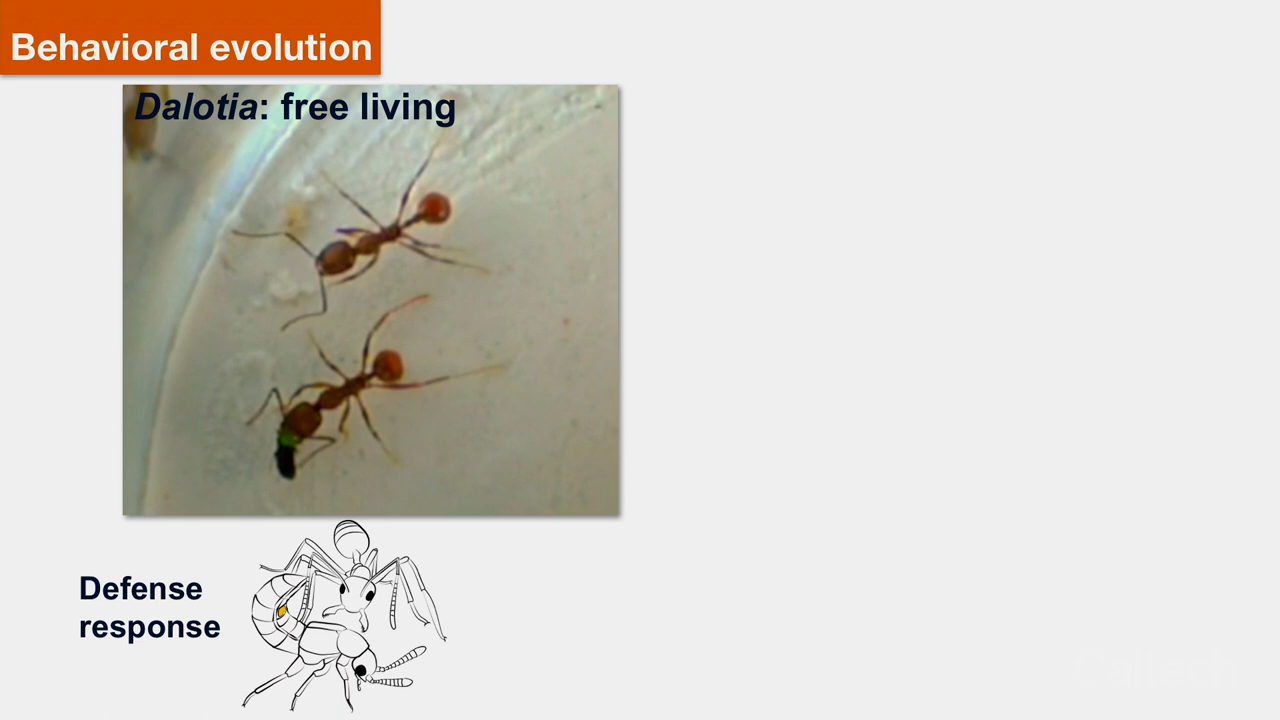 Behavioral evolution
Dalotia: free living
Defense
response